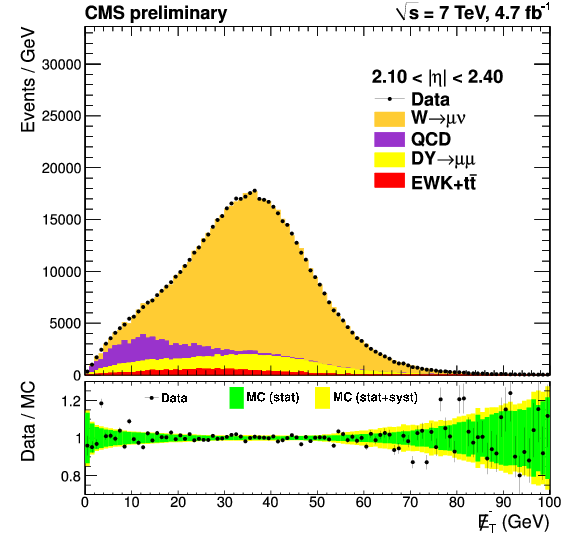 CMS preliminary
√s = 7 TeV, 4.7 fb⁻¹
Events / GeV
30000
25000
20000
15000
10000
5000
0
2.10 < |η| < 2.40
Data
W→μν
QCD
DY→μμ
EWK+tt̄
Data / MC
1.2
1
0.8
Data
MC (stat)
MC (stat+syst)
0 10 20 30 40 50 60 70 80 90 100
E̸_T (GeV)